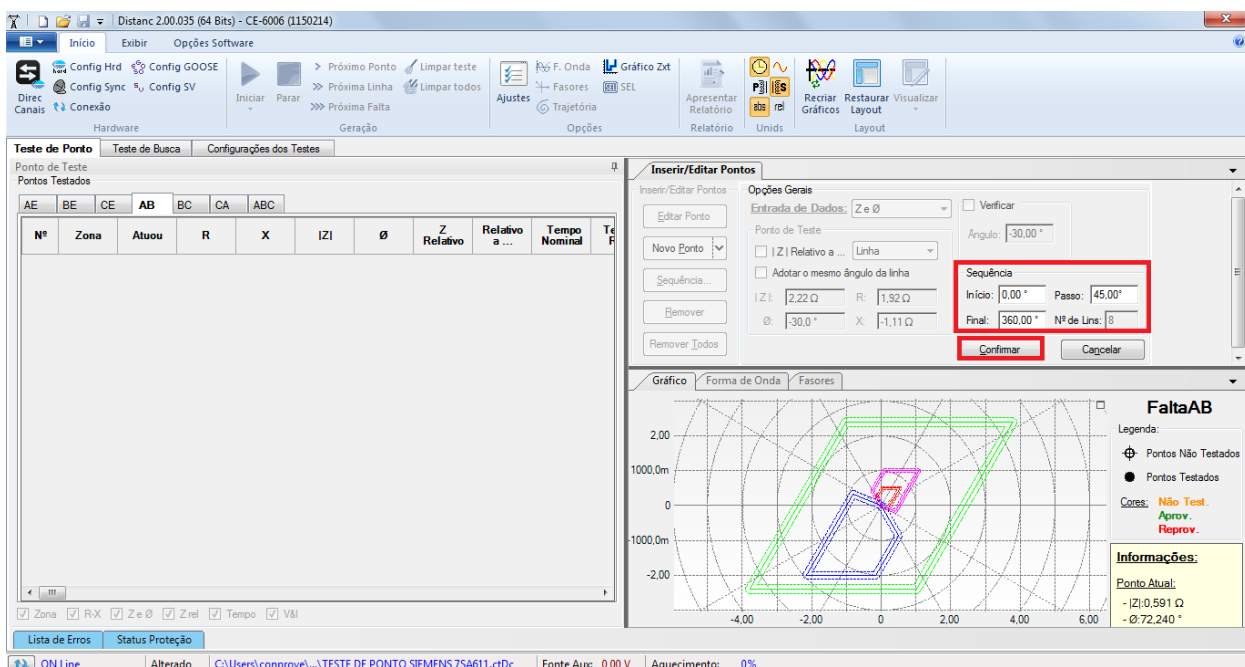 Distanc 2.00.035 (64 Bits) - CE-6006 (1150214)
Início Exibir Opções Software
Direc Canais
Config Hrd Config GOOSE
Config Sync Config SV
Conexão
Hardware
Iniciar Parar
Próximo Ponto Limpar teste
Próxima Linha Limpar todos
Próxima Falta
Geração
Ajustes
F. Onda Gráfico Zxt
Fasores SEL
Trajetória
Opções
Apresentar Relatório
Relatório
abs rel
Unids
Recriar Gráficos Restaurar Layout Visualizar
Layout
Teste de Ponto Teste de Busca Configurações dos Testes
Ponto de Teste
Pontos Testados
AE BE CE AB BC CA ABC
Nº Zona Atuou R X |Z| Ø Z Relativo Relativo a ... Tempo Nominal
Zona R-X Z e Ø Z rel Tempo V&I
Lista de Erros Status Proteção
Inserir/Editar Pontos
Inserir/Editar Pontos
Editar Ponto
Novo Ponto
Sequência...
Remover
Remover Todos
Opções Gerais
Entrada de Dados: Z e Ø
Ponto de Teste
| Z | Relativo a ... Linha
Adotar o mesmo ângulo da linha
| Z |: 2,22 Ω R: 1,92 Ω
Ø: -30,0 ° X: -1,11 Ω
Verificar
Angulo: -30,00 °
Sequência
Início: 0,00 ° Passo: 45,00°
Final: 360,00 ° Nº de Lins: 8
Confirmar Cancelar
Gráfico Forma de Onda Fasores
2,00
1000,0m
0
-1000,0m
-2,00
-4,00 -2,00 0 2,00 4,00 6,00
FaltaAB
Legenda:
Pontos Não Testados
Pontos Testados
Cores: Não Test.
Aprov.
Reprov.
Informações:
Ponto Atual:
- |Z|:0,591 Ω
- Ø:72,240 °
ON Line Alterado C:\Users\conprove\...\TESTE DE PONTO SIEMENS 7SA611.ctDc Fonte Aux: 0,00 V Aquecimento: 0%